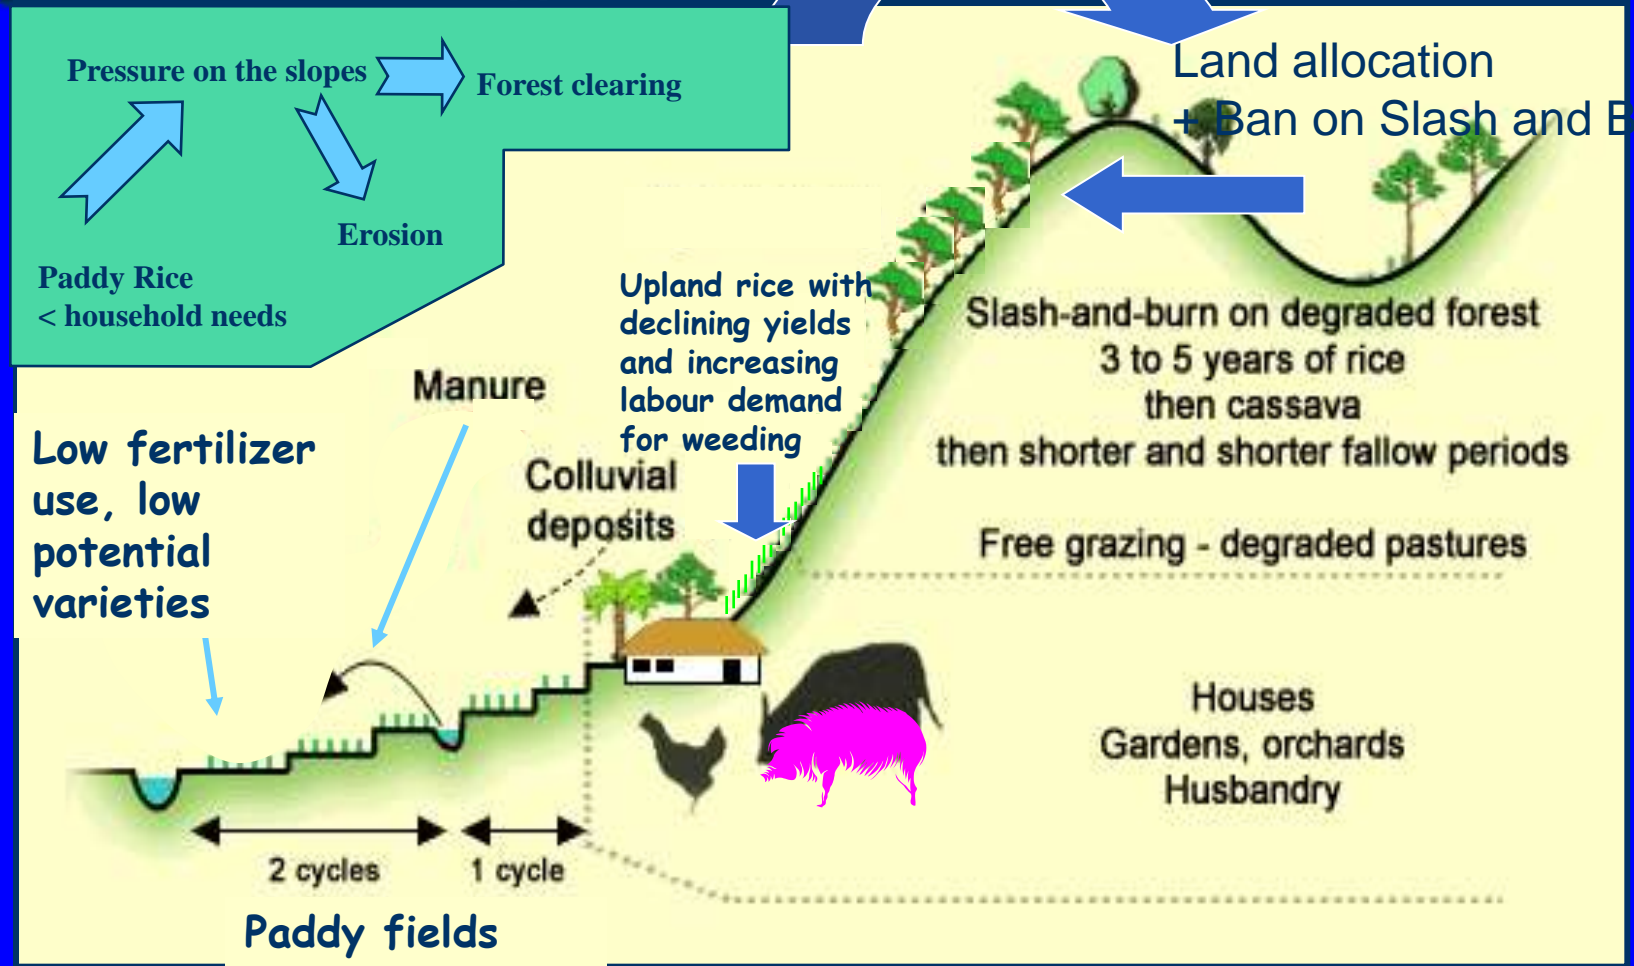 Pressure on the slopes
Forest clearing
Erosion
Paddy Rice
< household needs
Land allocation
+ Ban on Slash and B
Upland rice with
declining yields
and increasing
labour demand
for weeding
Slash-and-burn on degraded forest
3 to 5 years of rice
then cassava
then shorter and shorter fallow periods
Free grazing - degraded pastures
Manure
Low fertilizer
use, low
potential
varieties
Colluvial
deposits
Houses
Gardens, orchards
Husbandry
2 cycles
1 cycle
Paddy fields